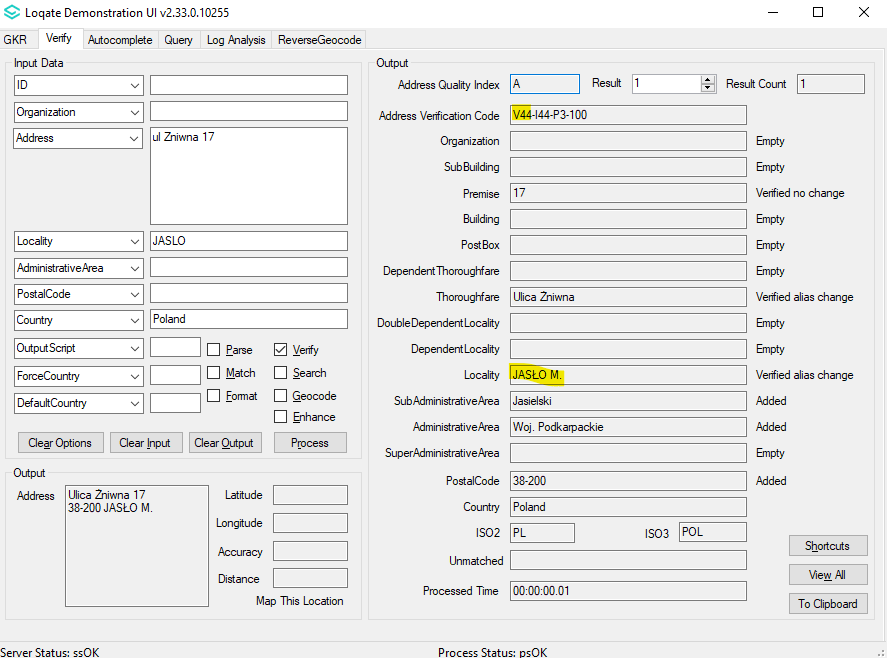 Loqate Demonstration UI v2.33.0.10255
GKR Verify Autocomplete Query Log Analysis ReverseGeocode
Input Data
ID
Organization
Address ul Zniwna 17
Locality JASLO
AdministrativeArea
PostalCode
Country Poland
OutputScript Parse Verify
ForceCountry Match Search
DefaultCountry Format Geocode
Enhance
Clear Options Clear Input Clear Output Process
Output
Address Ulica Żniwna 17
38-200 JASŁO M.
Latitude
Longitude
Accuracy
Distance
Map This Location
Output
Address Quality Index A Result 1 Result Count 1
Address Verification Code V44-I44-P3-100
Organization Empty
SubBuilding Empty
Premise 17 Verified no change
Building Empty
PostBox Empty
DependentThoroughfare Empty
Thoroughfare Ulica Żniwna Verified alias change
DoubleDependentLocality Empty
DependentLocality Empty
Locality JASŁO M. Verified alias change
SubAdministrativeArea Jasielski Added
AdministrativeArea Woj. Podkarpackie Added
SuperAdministrativeArea Empty
PostalCode 38-200 Added
Country Poland
ISO2 PL ISO3 POL
Unmatched
Processed Time 00:00:00.01
Shortcuts
View All
To Clipboard
Server Status: ssOK Process Status: psOK